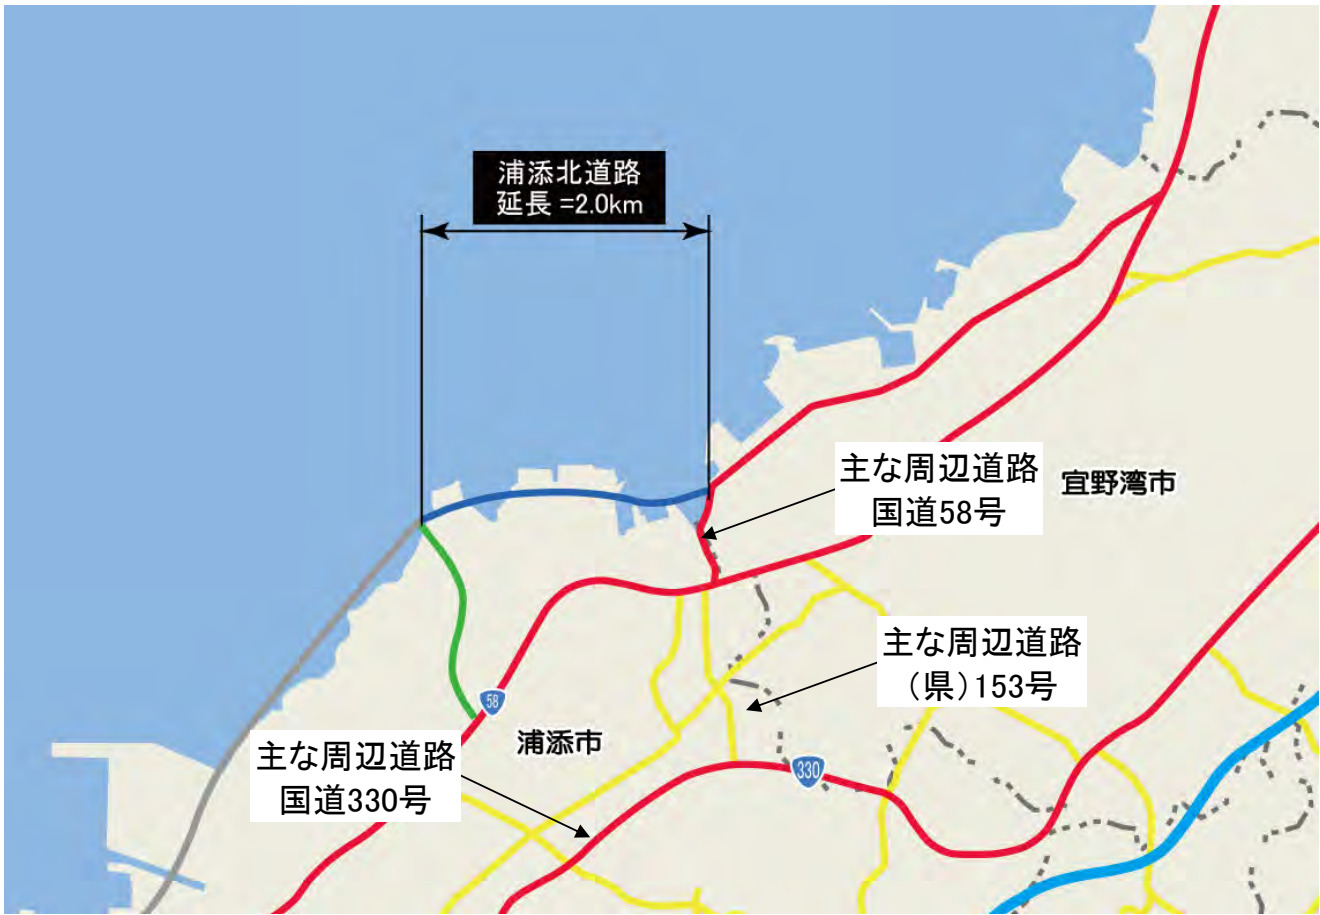 浦添北道路
延長=2.0km
主な周辺道路
国道58号
宜野湾市
主な周辺道路
（県）153号
58
浦添市
主な周辺道路
国道330号
330